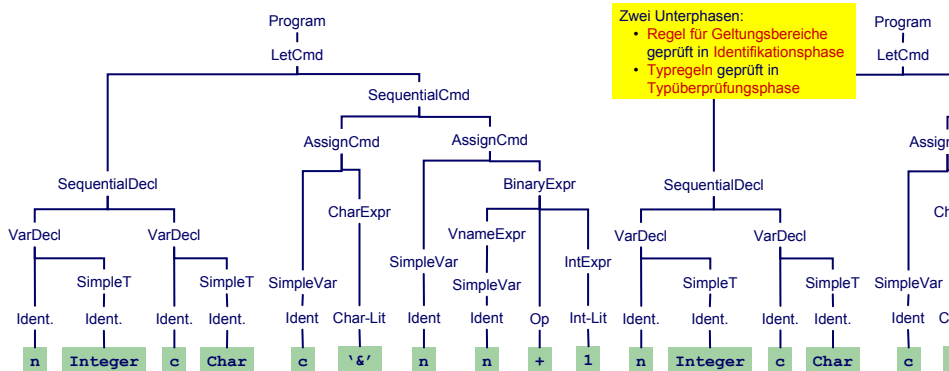 Program
LetCmd
SequentialCmd
AssignCmd AssignCmd
SequentialDecl BinaryExpr
CharExpr
VarDecl VarDecl VnameExpr
SimpleVar IntExpr
SimpleT SimpleT SimpleVar SimpleVar
Ident. Ident. Ident. Ident. Ident Char-Lit Ident Ident Op Int-Lit
n Integer c Char c ‘&’ n n + 1
Zwei Unterphasen:
• Regel für Geltungsbereiche
geprüft in Identifikationsphase
• Typregeln geprüft in
Typüberprüfungsphase
Program
LetCmd
SequentialDecl
VarDecl VarDecl
SimpleT SimpleT SimpleVar
Ident. Ident. Ident. Ident. Ident
n Integer c Char c